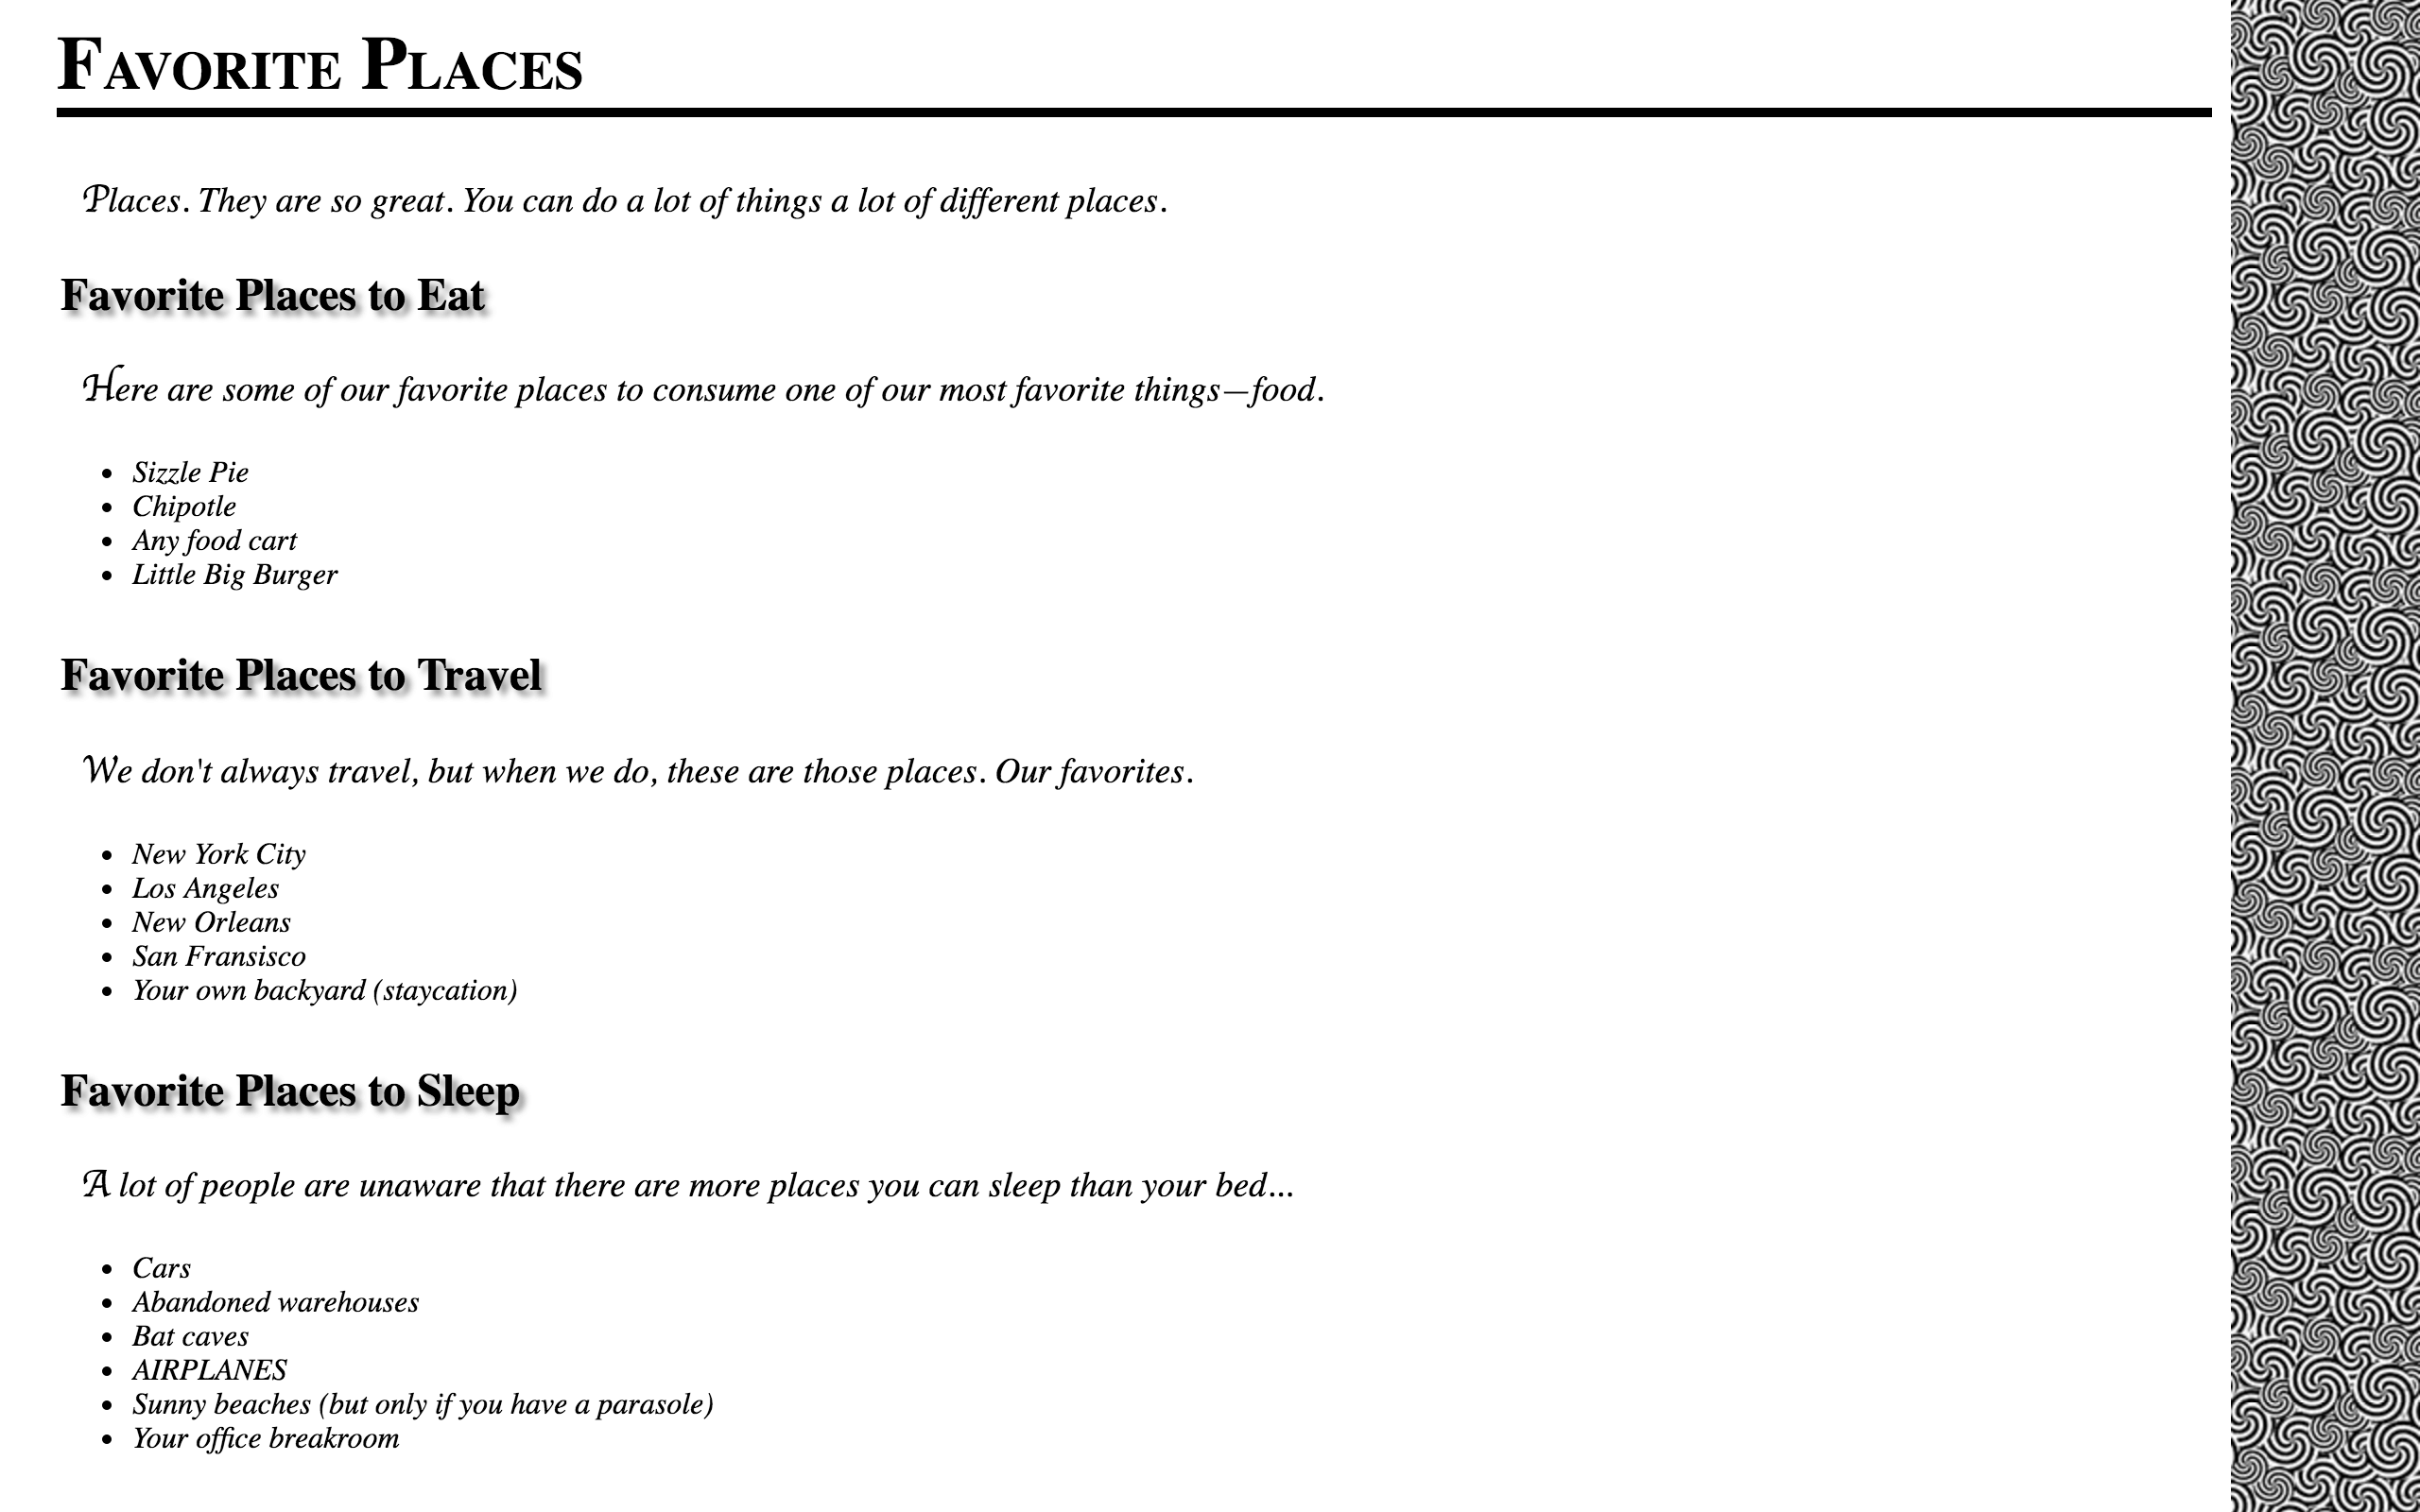 Favorite Places
Places. They are so great. You can do a lot of things a lot of different places.
Favorite Places to Eat
Here are some of our favorite places to consume one of our most favorite things—food.
• Sizzle Pie
• Chipotle
• Any food cart
• Little Big Burger
Favorite Places to Travel
We don't always travel, but when we do, these are those places. Our favorites.
• New York City
• Los Angeles
• New Orleans
• San Fransisco
• Your own backyard (staycation)
Favorite Places to Sleep
A lot of people are unaware that there are more places you can sleep than your bed...
• Cars
• Abandoned warehouses
• Bat caves
• AIRPLANES
• Sunny beaches (but only if you have a parasole)
• Your office breakroom